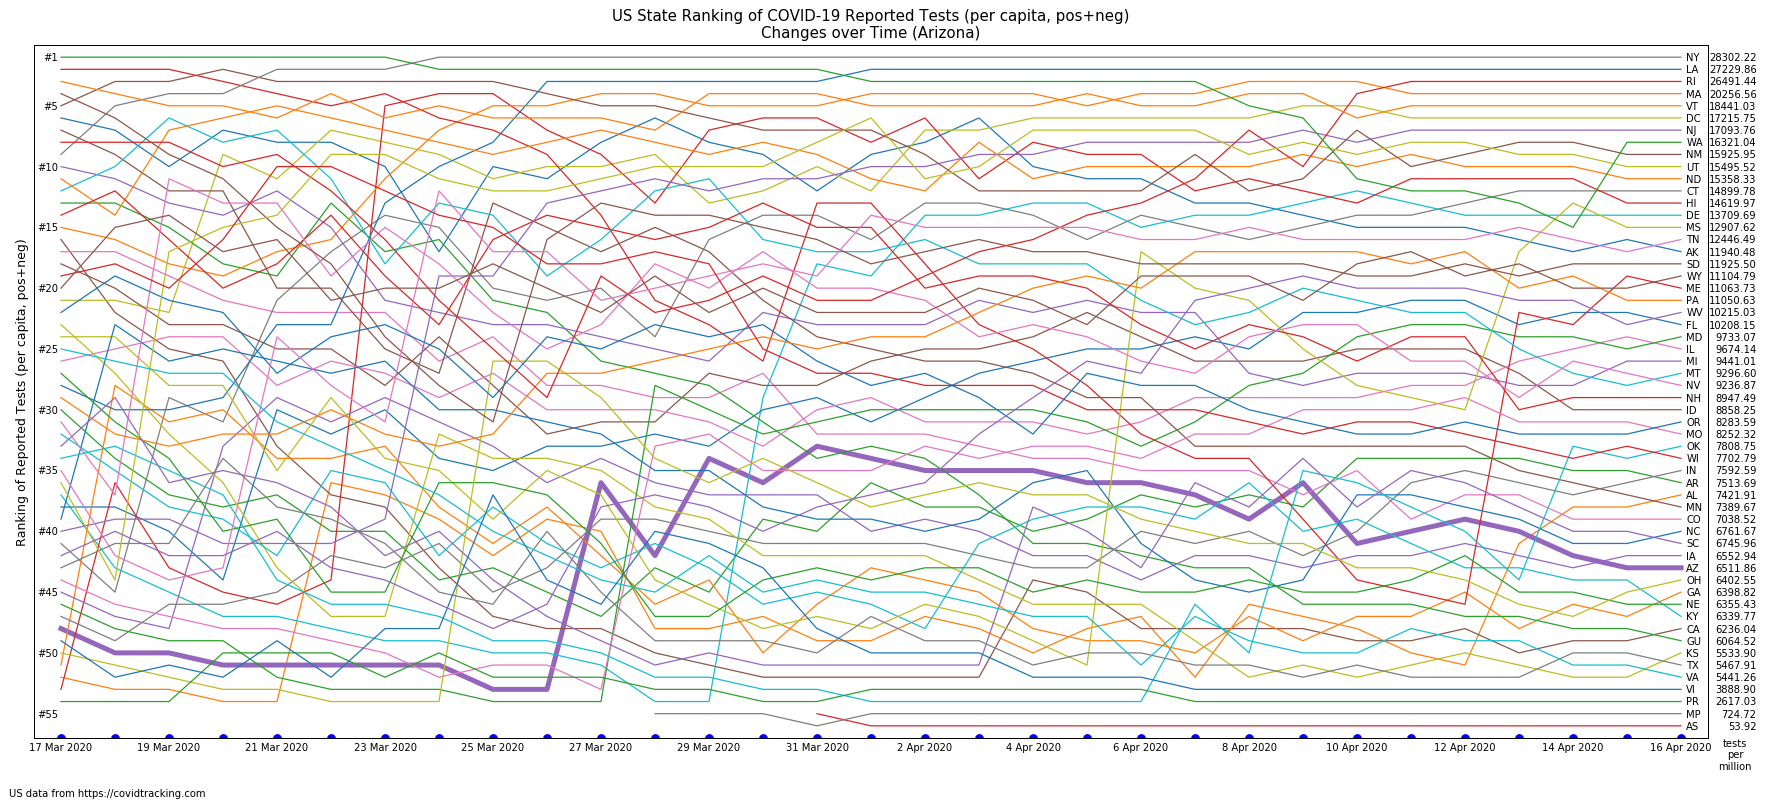 US State Ranking of COVID-19 Reported Tests (per capita, pos+neg)
Changes over Time (Arizona)
Ranking of Reported Tests (per capita, pos+neg)
#1
#5
#10
#15
#20
#25
#30
#35
#40
#45
#50
#55
NY 28302.22
LA 27229.86
RI 26491.44
MA 20256.56
VT 18441.03
DC 17215.75
NJ 17093.76
WA 16321.04
NM 15925.95
UT 15495.52
ND 15358.33
CT 14899.78
HI 14619.97
DE 13709.69
MS 12907.62
TN 12446.49
AK 11940.48
SD 11925.50
WY 11104.79
ME 11063.73
PA 11050.63
WV 10215.03
FL 10208.15
MD 9733.07
IL 9674.14
MI 9441.01
MT 9296.60
NV 9236.87
NH 8947.49
ID 8858.25
OR 8283.59
MO 8252.32
OK 7808.75
WI 7702.79
IN 7592.59
AR 7513.69
AL 7421.91
MN 7389.67
CO 7038.52
NC 6761.67
SC 6745.96
IA 6552.94
AZ 6511.86
OH 6402.55
GA 6398.82
NE 6355.43
KY 6339.77
CA 6236.04
GU 6064.52
KS 5533.90
TX 5467.91
VA 5441.26
VI 3888.90
PR 2617.03
MP 724.72
AS 53.92
17 Mar 2020 19 Mar 2020 21 Mar 2020 23 Mar 2020 25 Mar 2020 27 Mar 2020 29 Mar 2020 31 Mar 2020 2 Apr 2020 4 Apr 2020 6 Apr 2020 8 Apr 2020 10 Apr 2020 12 Apr 2020 14 Apr 2020 16 Apr 2020
tests
per
million
US data from https://covidtracking.com